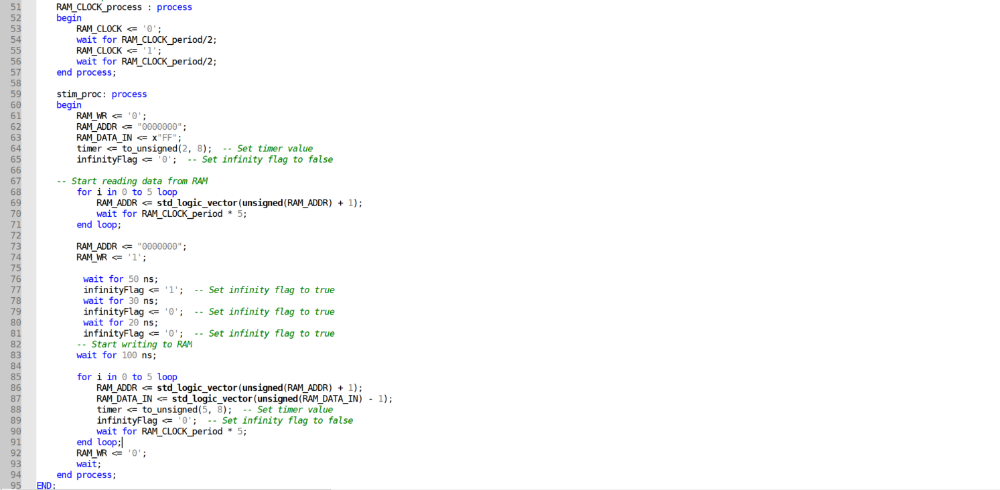 51 RAM_CLOCK_process : process
52 begin
53 RAM_CLOCK <= '0';
54 wait for RAM_CLOCK_period/2;
55 RAM_CLOCK <= '1';
56 wait for RAM_CLOCK_period/2;
57 end process;
58
59 stim_proc: process
60 begin
61 RAM_WR <= '0';
62 RAM_ADDR <= "0000000";
63 RAM_DATA_IN <= x"FF";
64 timer <= to_unsigned(2, 8);  -- Set timer value
65 infinityFlag <= '0';  -- Set infinity flag to false
66
67 -- Start reading data from RAM
68 for i in 0 to 5 loop
69 RAM_ADDR <= std_logic_vector(unsigned(RAM_ADDR) + 1);
70 wait for RAM_CLOCK_period * 5;
71 end loop;
72
73 RAM_ADDR <= "0000000";
74 RAM_WR <= '1';
75
76 wait for 50 ns;
77 infinityFlag <= '1';  -- Set infinity flag to true
78 wait for 30 ns;
79 infinityFlag <= '0';  -- Set infinity flag to true
80 wait for 20 ns;
81 infinityFlag <= '0';  -- Set infinity flag to true
82 -- Start writing to RAM
83 wait for 100 ns;
84
85 for i in 0 to 5 loop
86 RAM_ADDR <= std_logic_vector(unsigned(RAM_ADDR) + 1);
87 RAM_DATA_IN <= std_logic_vector(unsigned(RAM_DATA_IN) - 1);
88 timer <= to_unsigned(5, 8);  -- Set timer value
89 infinityFlag <= '0';  -- Set infinity flag to false
90 wait for RAM_CLOCK_period * 5;
91 end loop;
92 RAM_WR <= '0';
93 wait;
94 end process;
95 END;